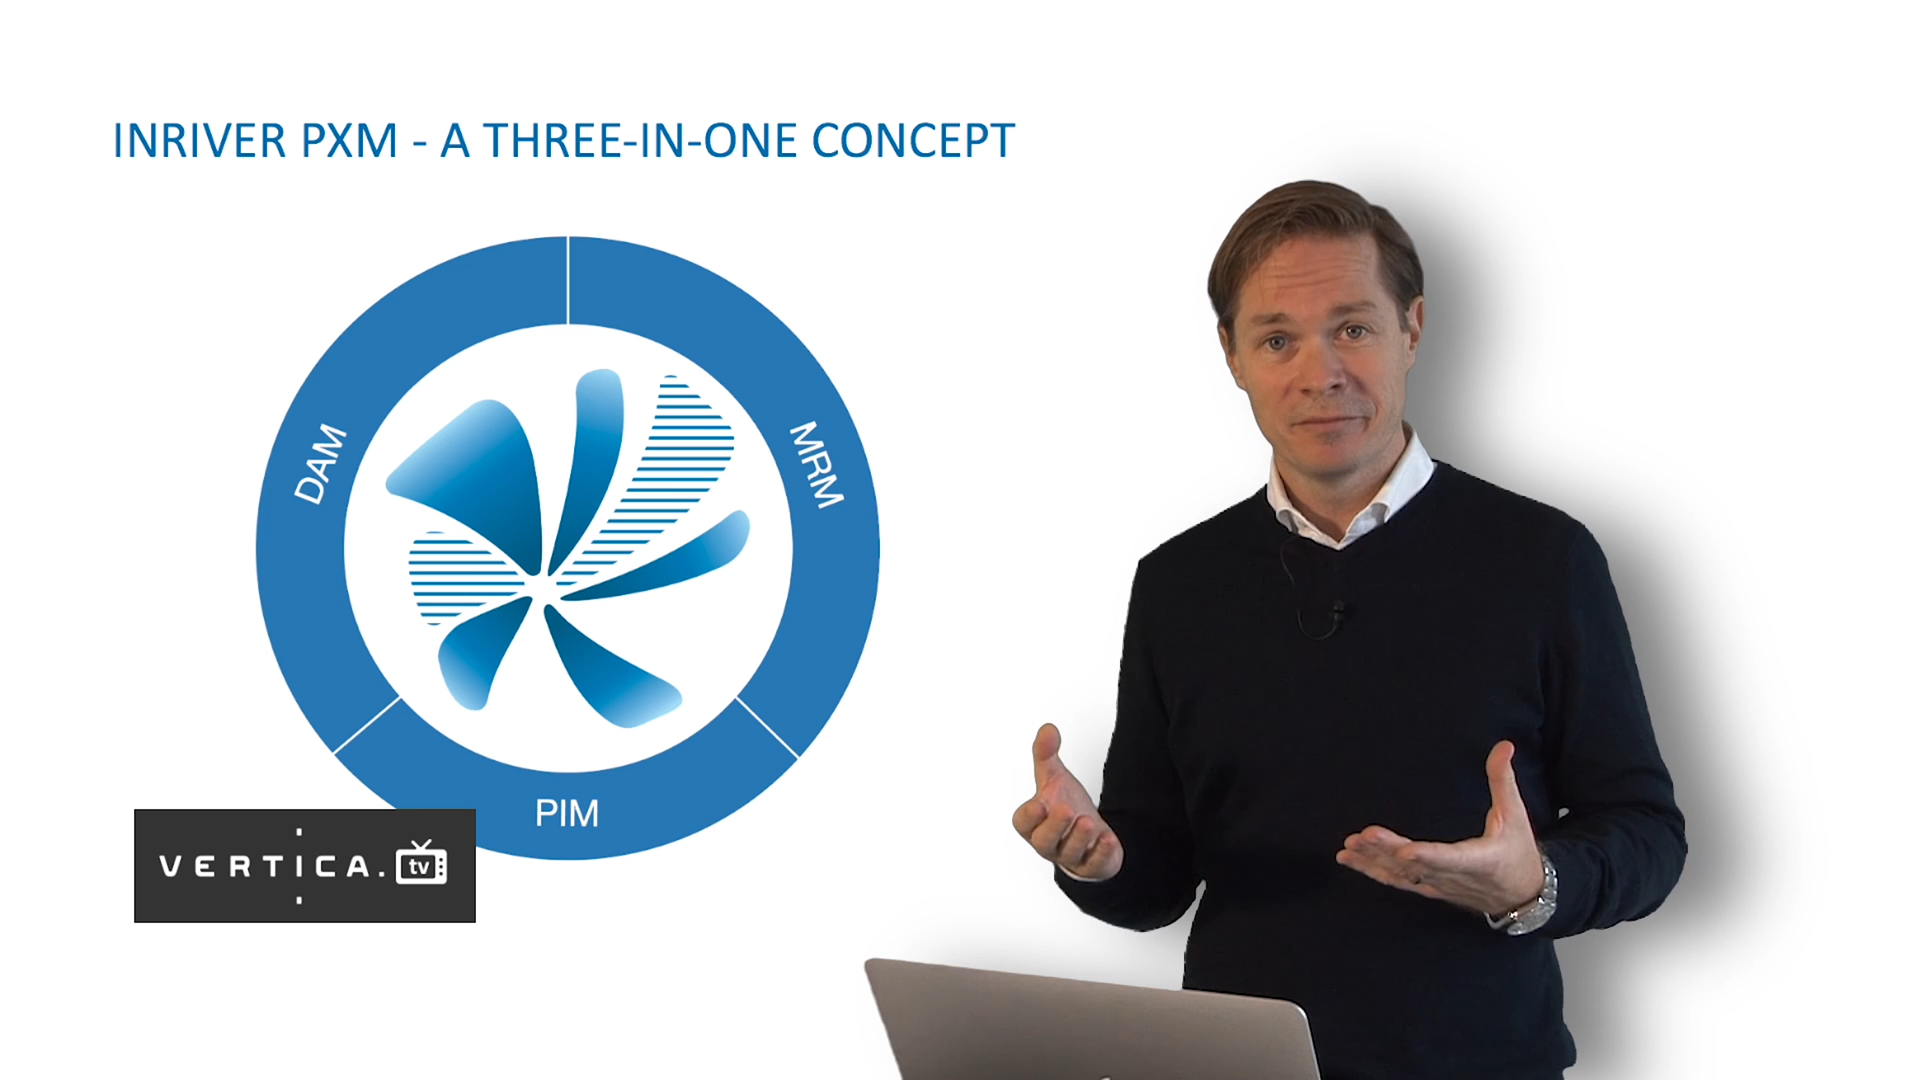 INRIVER PXM - A THREE-IN-ONE CONCEPT
DAM
MRM
PIM
VERTICA.tv